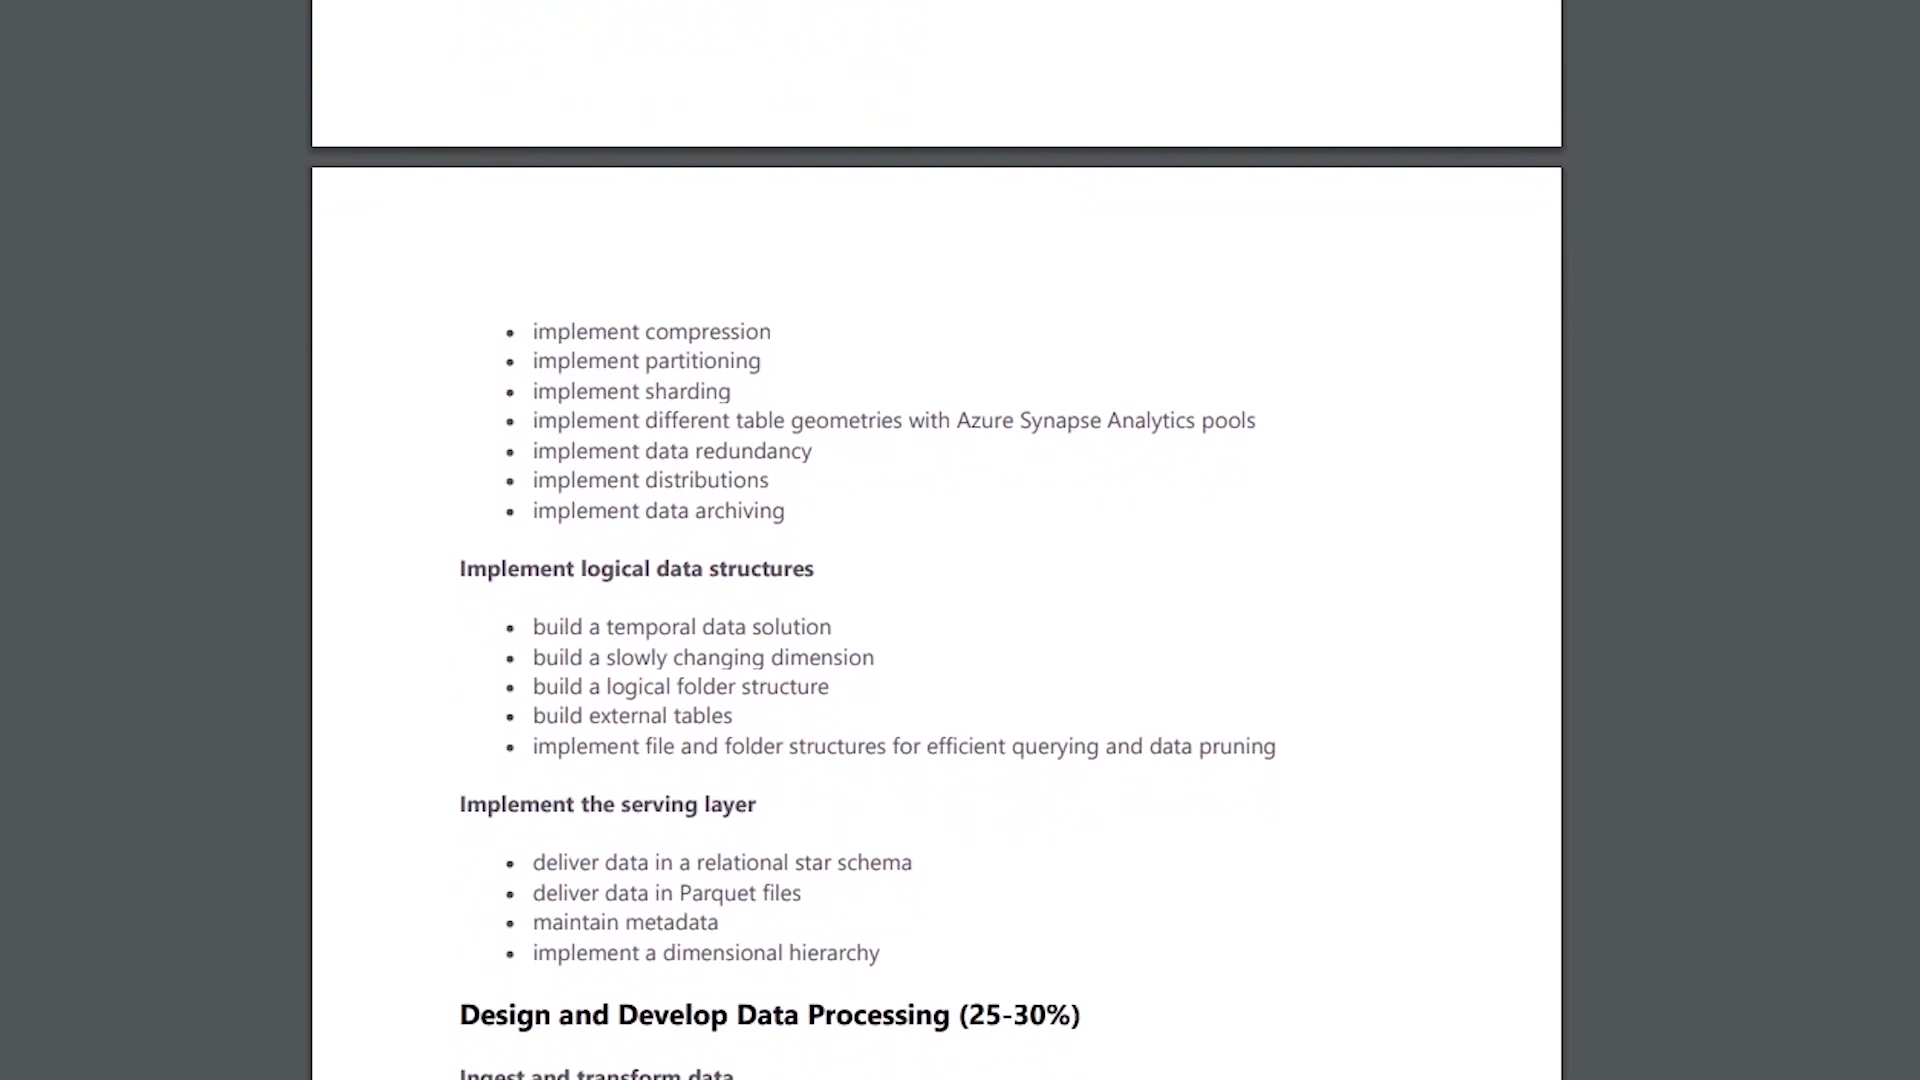 • implement compression
• implement partitioning
• implement sharding
• implement different table geometries with Azure Synapse Analytics pools
• implement data redundancy
• implement distributions
• implement data archiving
Implement logical data structures
• build a temporal data solution
• build a slowly changing dimension
• build a logical folder structure
• build external tables
• implement file and folder structures for efficient querying and data pruning
Implement the serving layer
• deliver data in a relational star schema
• deliver data in Parquet files
• maintain metadata
• implement a dimensional hierarchy
Design and Develop Data Processing (25-30%)
Ingest and transform data